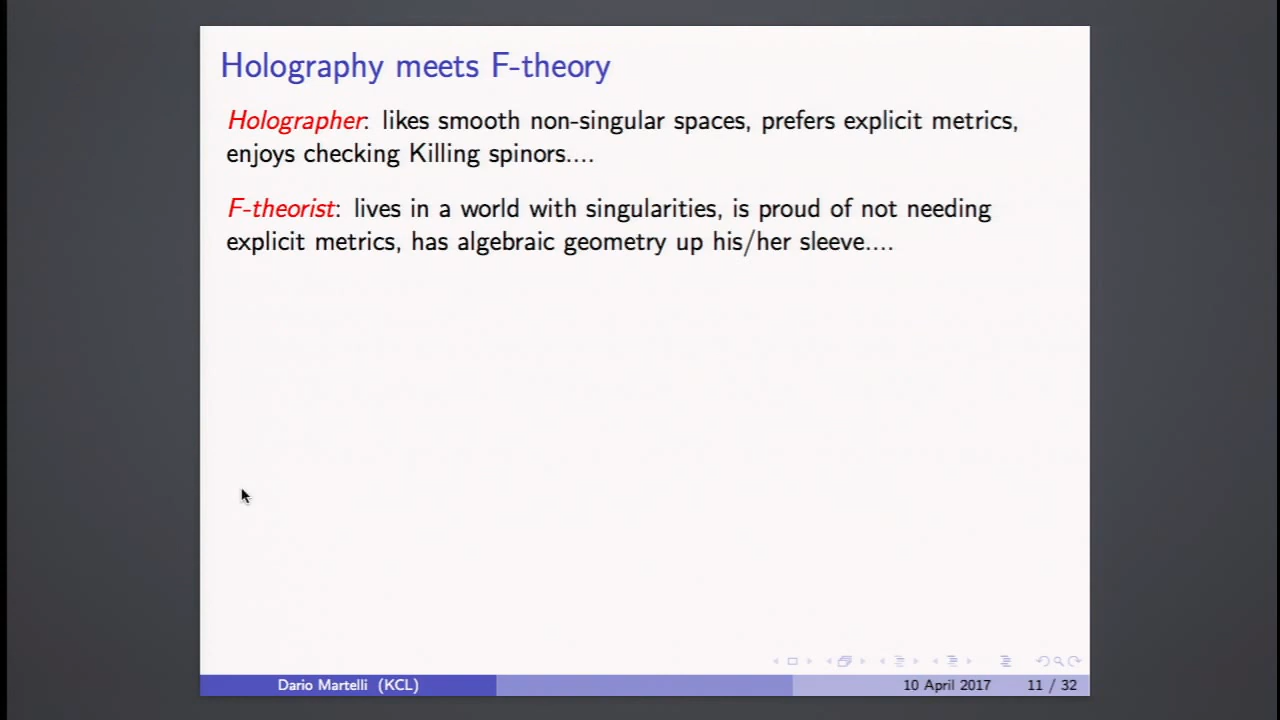 Holography meets F-theory
Holographer: likes smooth non-singular spaces, prefers explicit metrics,
enjoys checking Killing spinors....
F-theorist: lives in a world with singularities, is proud of not needing
explicit metrics, has algebraic geometry up his/her sleeve....
Dario Martelli (KCL)
10 April 2017
11 / 32